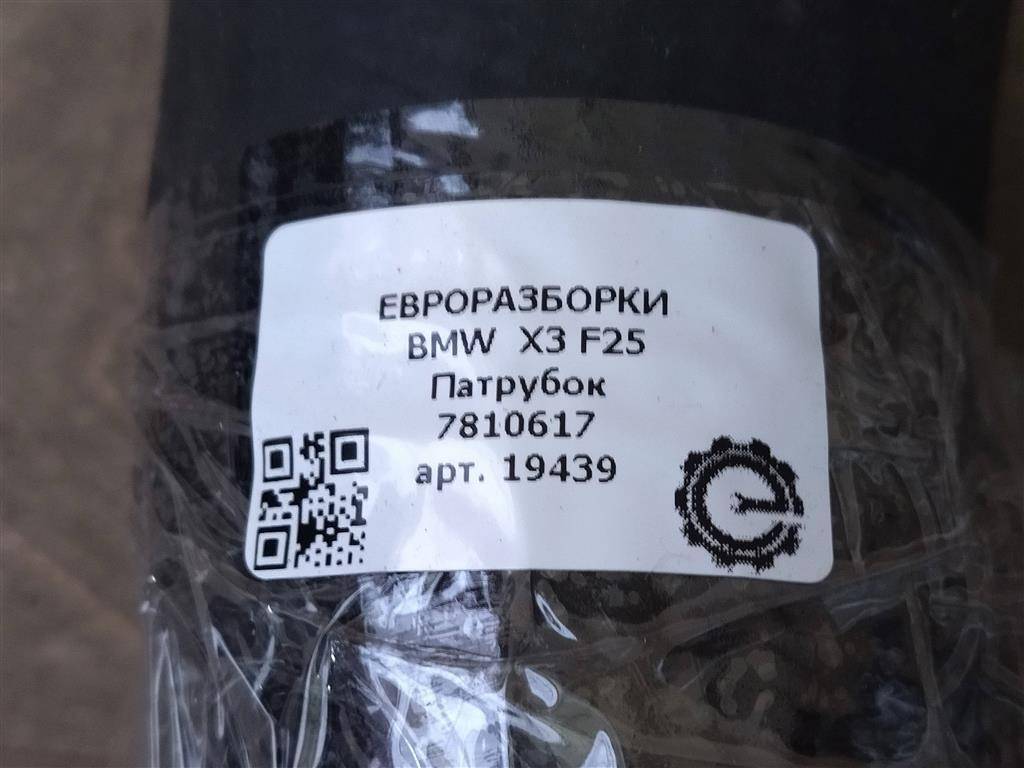 ЕВРОРАЗБОРКИ
BMW X3 F25
Патрубок
7810617
арт. 19439